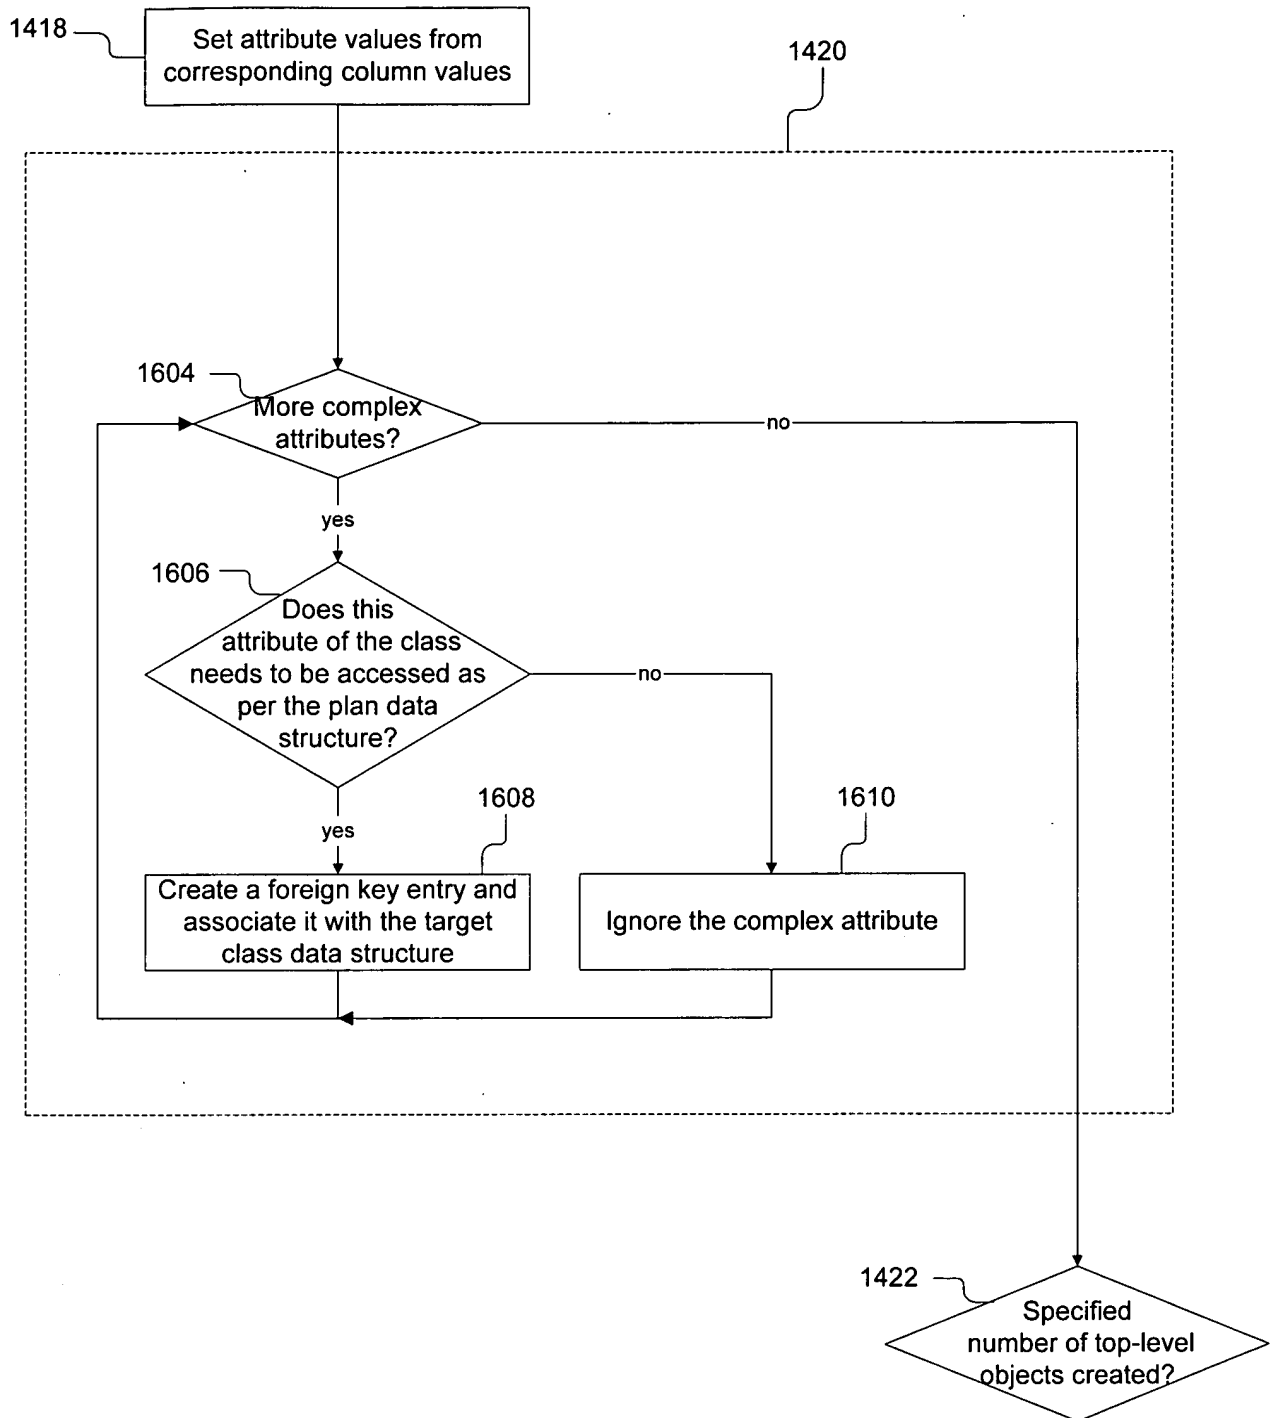 1418
Set attribute values from
corresponding column values
1420
1604
More complex
attributes?
no
yes
1606
Does this
attribute of the class
needs to be accessed as
per the plan data
structure?
no
yes
1608
1610
Create a foreign key entry and
associate it with the target
class data structure
Ignore the complex attribute
1422
Specified
number of top-level
objects created?